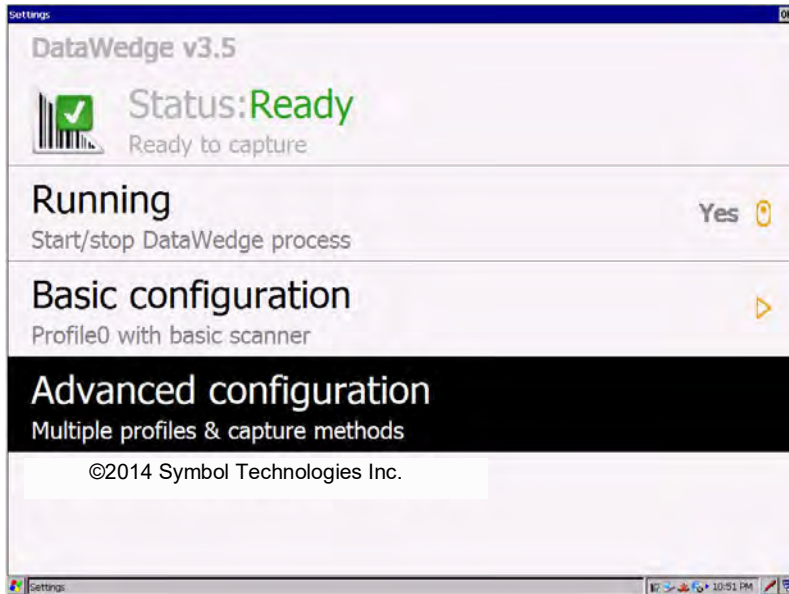 Settings
DataWedge v3.5
Status:Ready
Ready to capture
Running
Yes
Start/stop DataWedge process
Basic configuration
Profile0 with basic scanner
Advanced configuration
Multiple profiles & capture methods
©2014 Symbol Technologies Inc.
Settings
10:51 PM